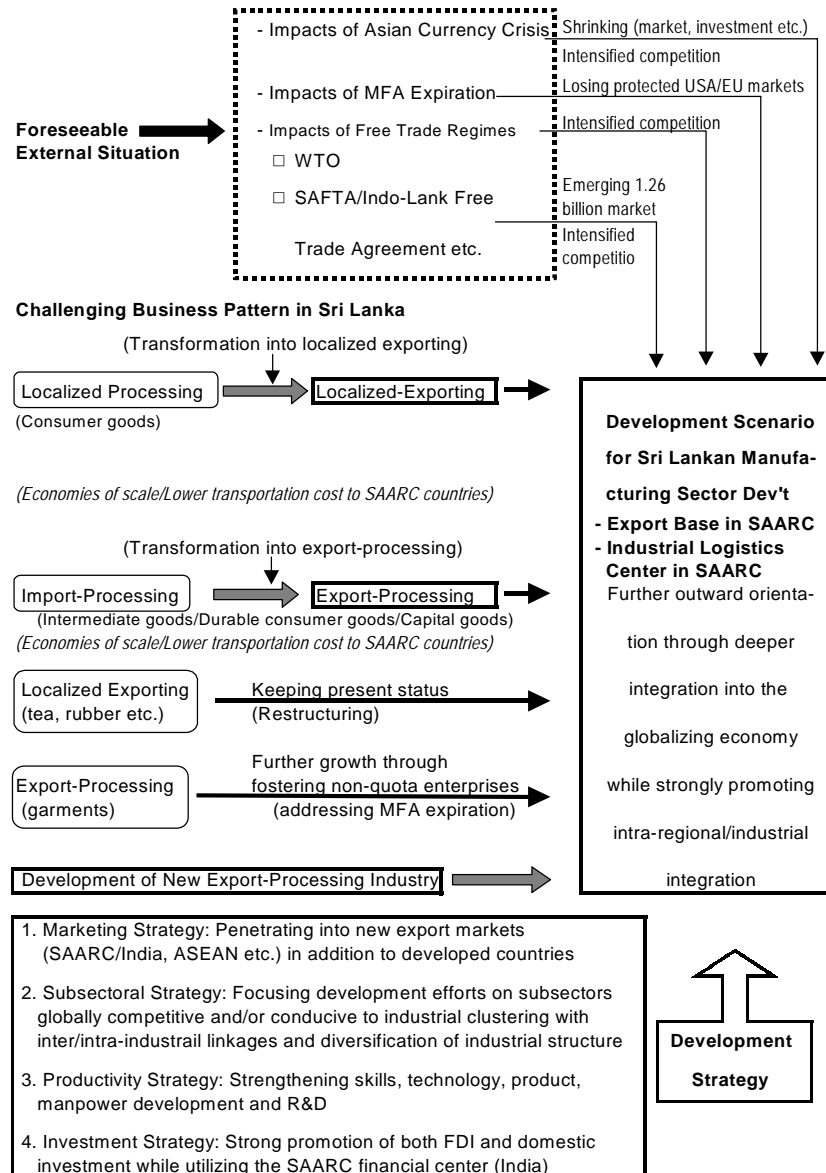 - Impacts of Asian Currency Crisis
Shrinking (market, investment etc.)
Intensified competition
- Impacts of MFA Expiration
Losing protected USA/EU markets
Foreseeable
External Situation
- Impacts of Free Trade Regimes
Intensified competition
□ WTO
□ SAFTA/Indo-Lank Free
Trade Agreement etc.
Emerging 1.26
billion market
Intensified
competitio
Challenging Business Pattern in Sri Lanka
(Transformation into localized exporting)
Localized Processing
Localized-Exporting
(Consumer goods)
(Economies of scale/Lower transportation cost to SAARC countries)
(Transformation into export-processing)
Import-Processing
Export-Processing
(Intermediate goods/Durable consumer goods/Capital goods)
(Economies of scale/Lower transportation cost to SAARC countries)
Localized Exporting
(tea, rubber etc.)
Keeping present status
(Restructuring)
Export-Processing
(garments)
Further growth through
fostering non-quota enterprises
(addressing MFA expiration)
Development of New Export-Processing Industry
Development Scenario
for Sri Lankan Manufa-
cturing Sector Dev't
- Export Base in SAARC
- Industrial Logistics
Center in SAARC
Further outward orienta-
tion through deeper
integration into the
globalizing economy
while strongly promoting
intra-regional/industrial
integration
1. Marketing Strategy: Penetrating into new export markets
(SAARC/India, ASEAN etc.) in addition to developed countries
2. Subsectoral Strategy: Focusing development efforts on subsectors
globally competitive and/or conducive to industrial clustering with
inter/intra-industrail linkages and diversification of industrial structure
3. Productivity Strategy: Strengthening skills, technology, product,
manpower development and R&D
4. Investment Strategy: Strong promotion of both FDI and domestic
investment while utilizing the SAARC financial center (India)
Development
Strategy